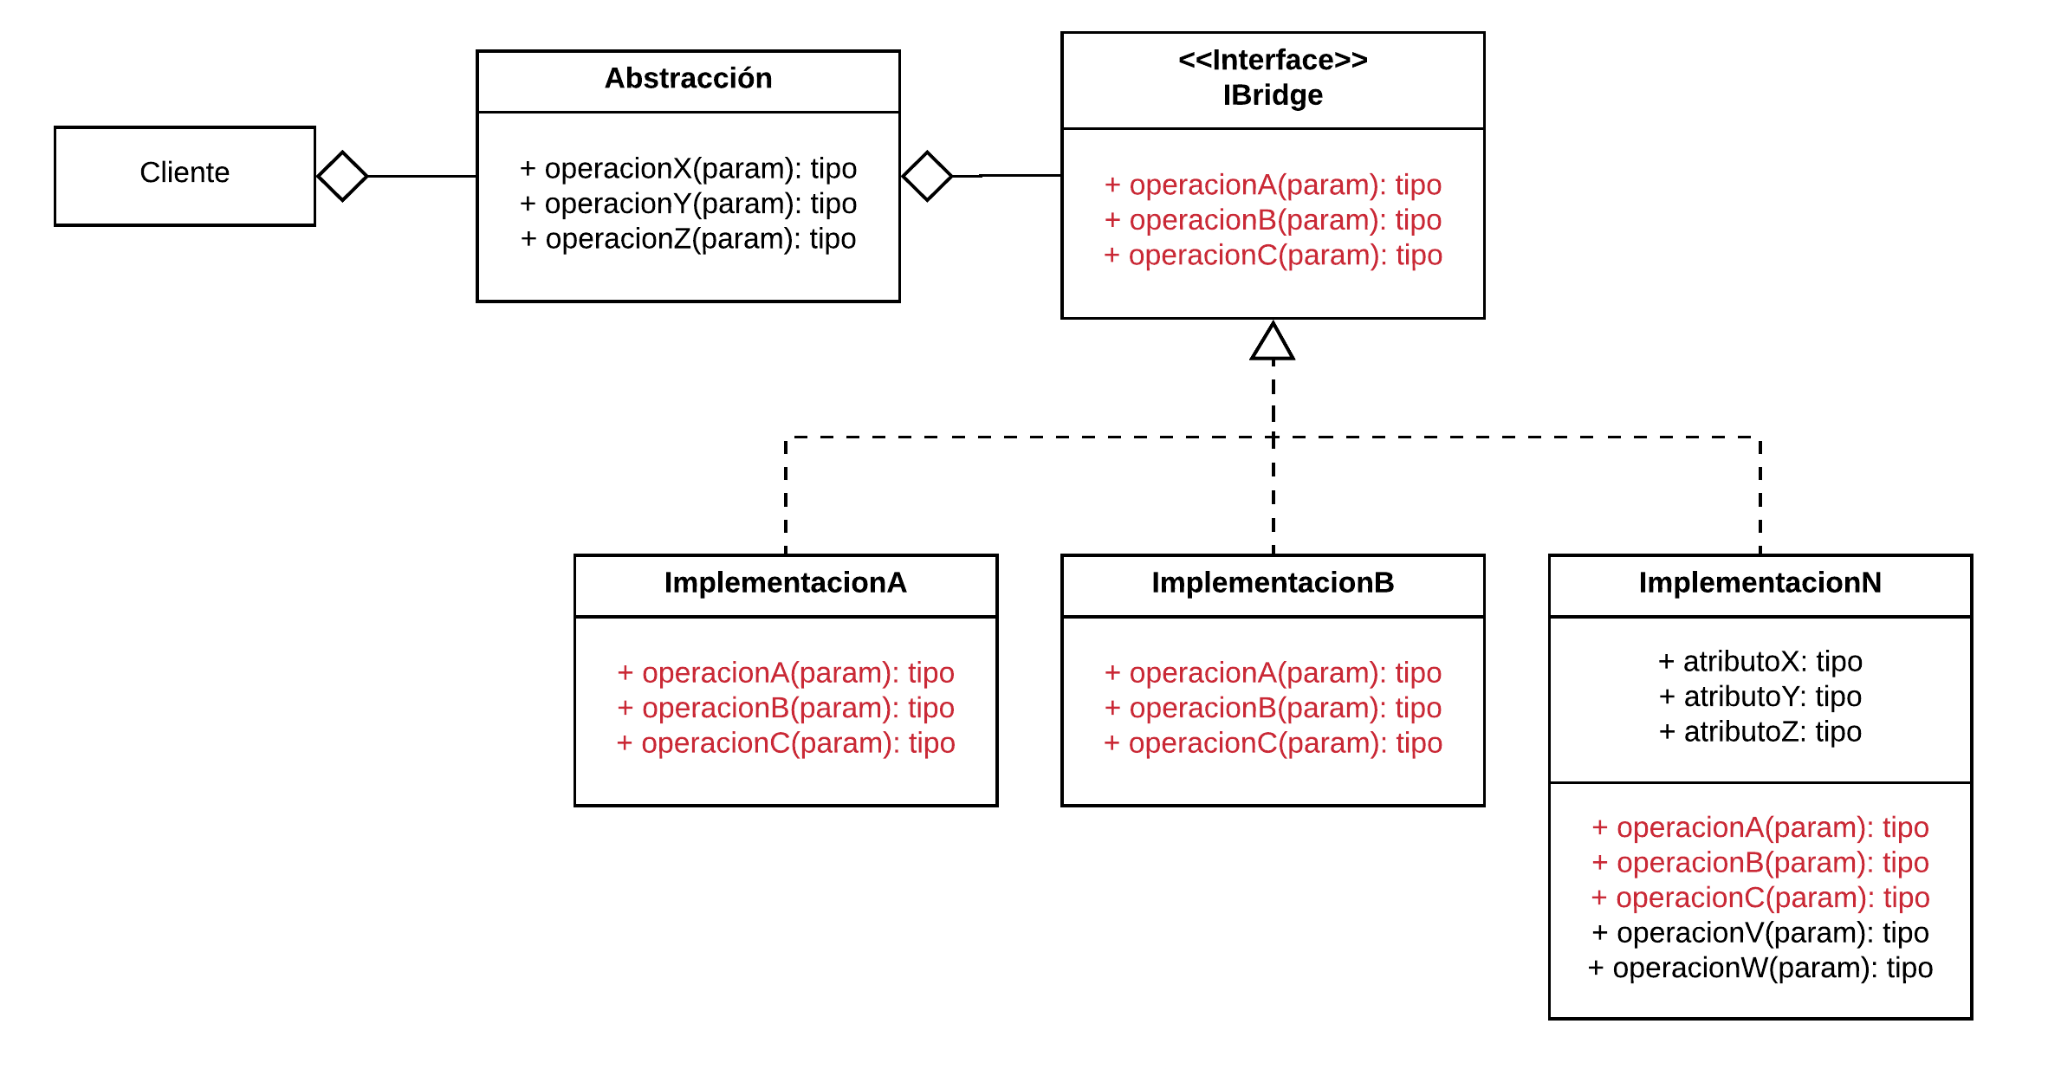 Cliente
Abstracción
+ operacionX(param): tipo
+ operacionY(param): tipo
+ operacionZ(param): tipo
<<Interface>>
IBridge
+ operacionA(param): tipo
+ operacionB(param): tipo
+ operacionC(param): tipo
ImplementacionA
+ operacionA(param): tipo
+ operacionB(param): tipo
+ operacionC(param): tipo
ImplementacionB
+ operacionA(param): tipo
+ operacionB(param): tipo
+ operacionC(param): tipo
ImplementacionN
+ atributoX: tipo
+ atributoY: tipo
+ atributoZ: tipo
+ operacionA(param): tipo
+ operacionB(param): tipo
+ operacionC(param): tipo
+ operacionV(param): tipo
+ operacionW(param): tipo